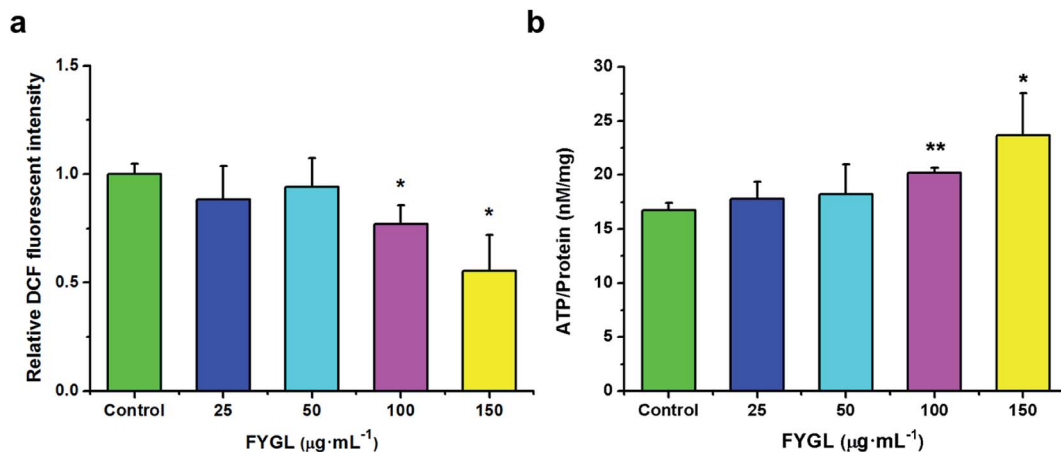 a
Relative DCF fluorescent intensity
1.5
1.0
0.5
0.0
*
*
Control 25 50 100 150
FYGL (μg·mL⁻¹)
b
ATP/Protein (nM/mg)
30
25
20
15
10
5
0
**
*
Control 25 50 100 150
FYGL (μg·mL⁻¹)